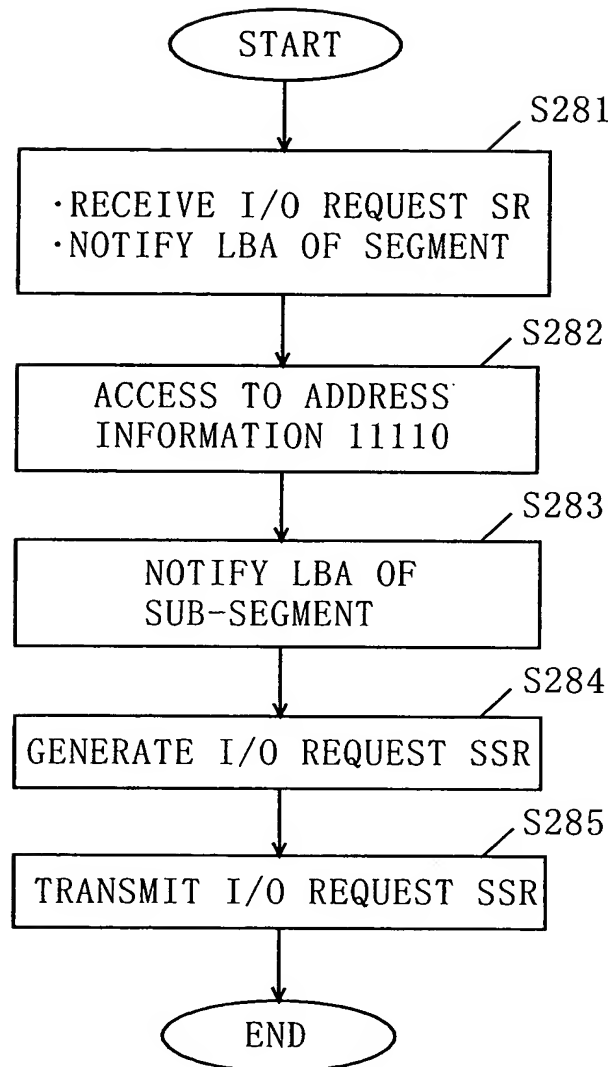 START
S281
·RECEIVE I/O REQUEST SR
·NOTIFY LBA OF SEGMENT
S282
ACCESS TO ADDRESS
INFORMATION 11110
S283
NOTIFY LBA OF
SUB-SEGMENT
S284
GENERATE I/O REQUEST SSR
S285
TRANSMIT I/O REQUEST SSR
END